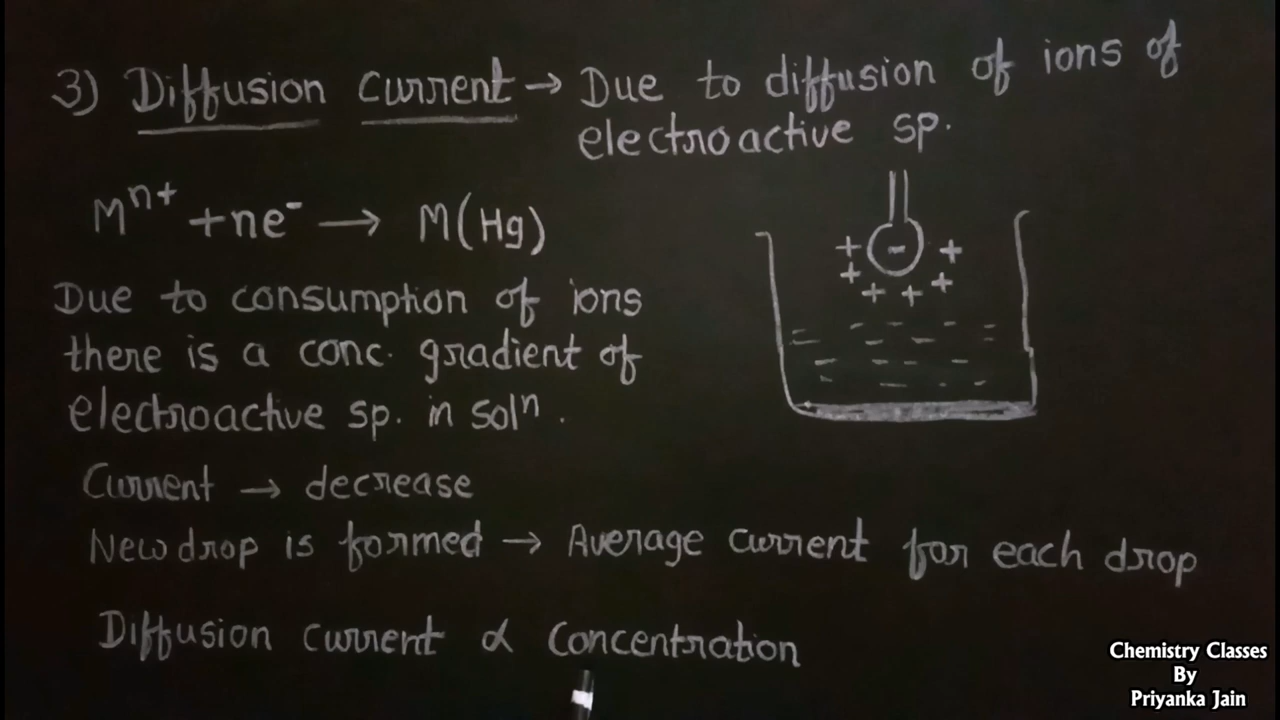 3) Diffusion current → Due to diffusion of ions of
electroactive sp.
Mⁿ⁺ + ne⁻ → M(Hg)
Due to consumption of ions
there is a conc. gradient of
electroactive sp. in solⁿ.
Current → decrease
New drop is formed → Average current for each drop
Diffusion current ∝ Concentration
+ - +
+ +
+ +
Chemistry Classes
By
Priyanka Jain